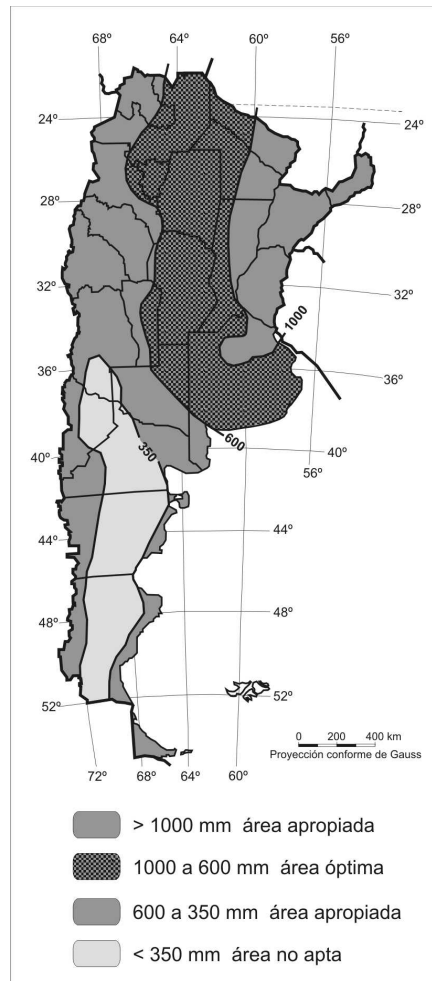 68º 64º 60º 56º
24º 24º
28º 28º
32º 32º
1000
36º 36º
600
350
40º 40º
56º
44º 44º
48º 48º
52º 52º
0 200 400 km
Proyección conforme de Gauss
72º 68º 64º 60º
> 1000 mm área apropiada
1000 a 600 mm área óptima
600 a 350 mm área apropiada
< 350 mm área no apta